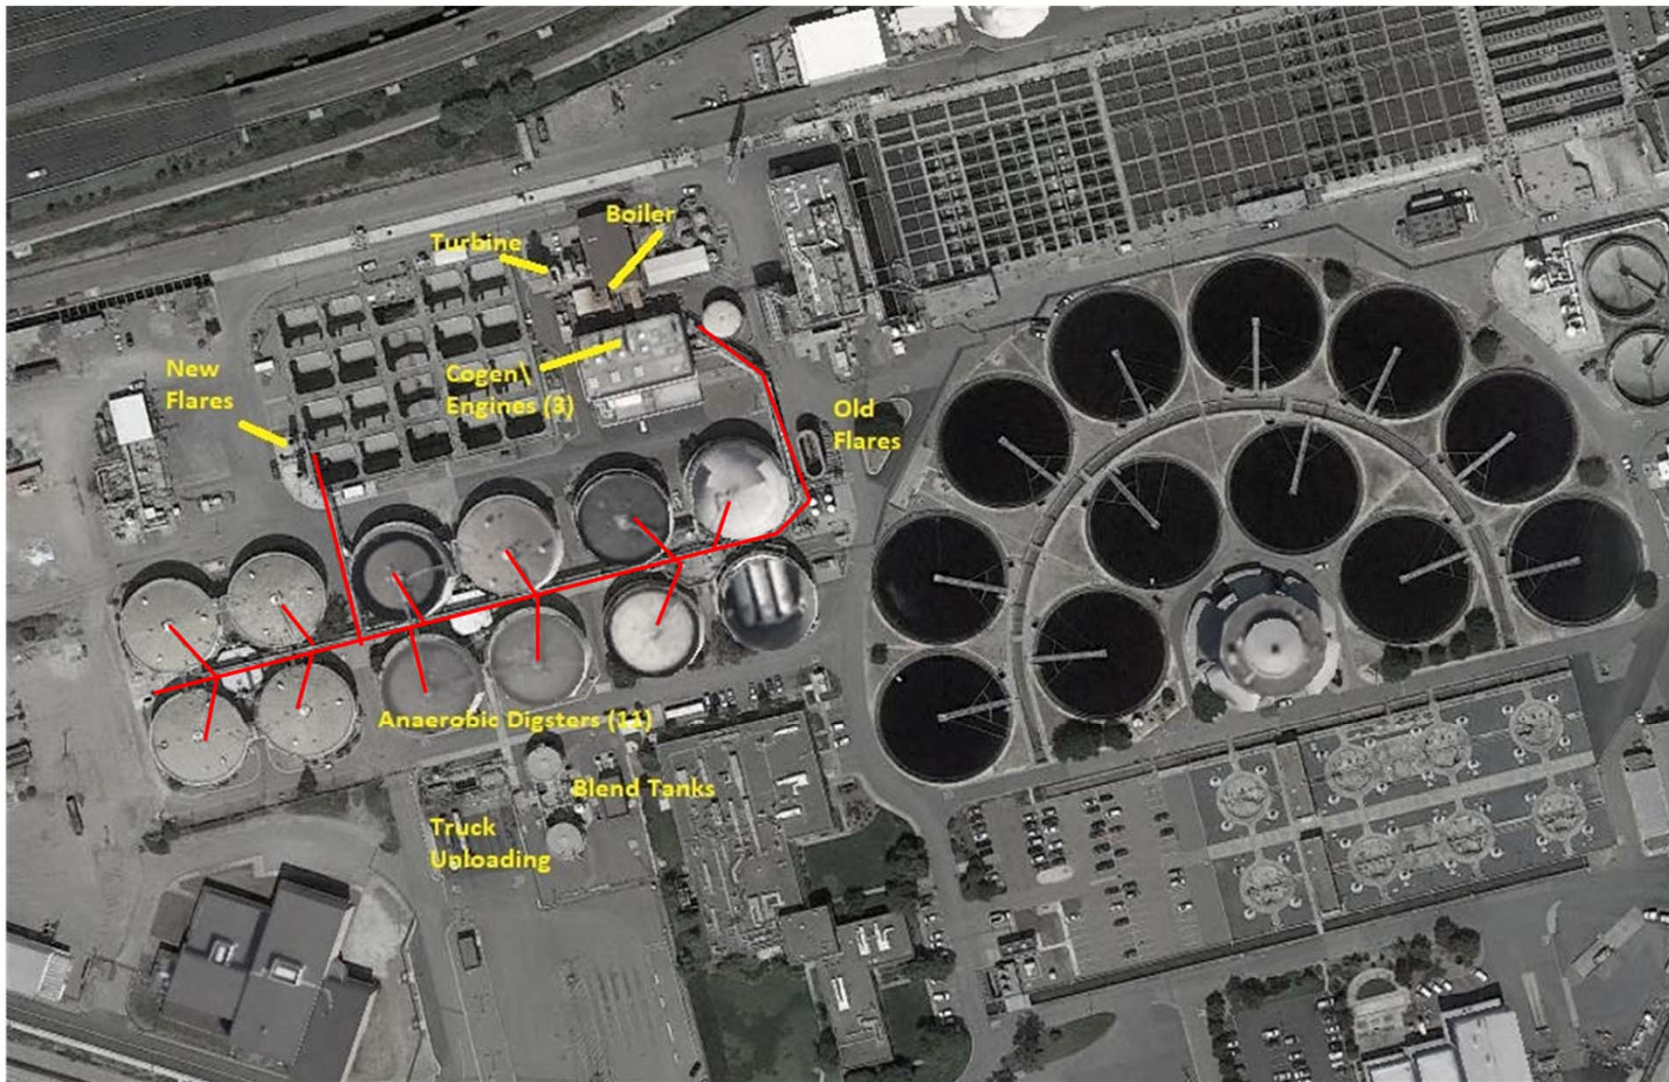 Boiler
Turbine
New
Flares
Cogen\
Engines (3)
Old
Flares
Anaerobic Digsters (11)
Blend Tanks
Truck
Unloading